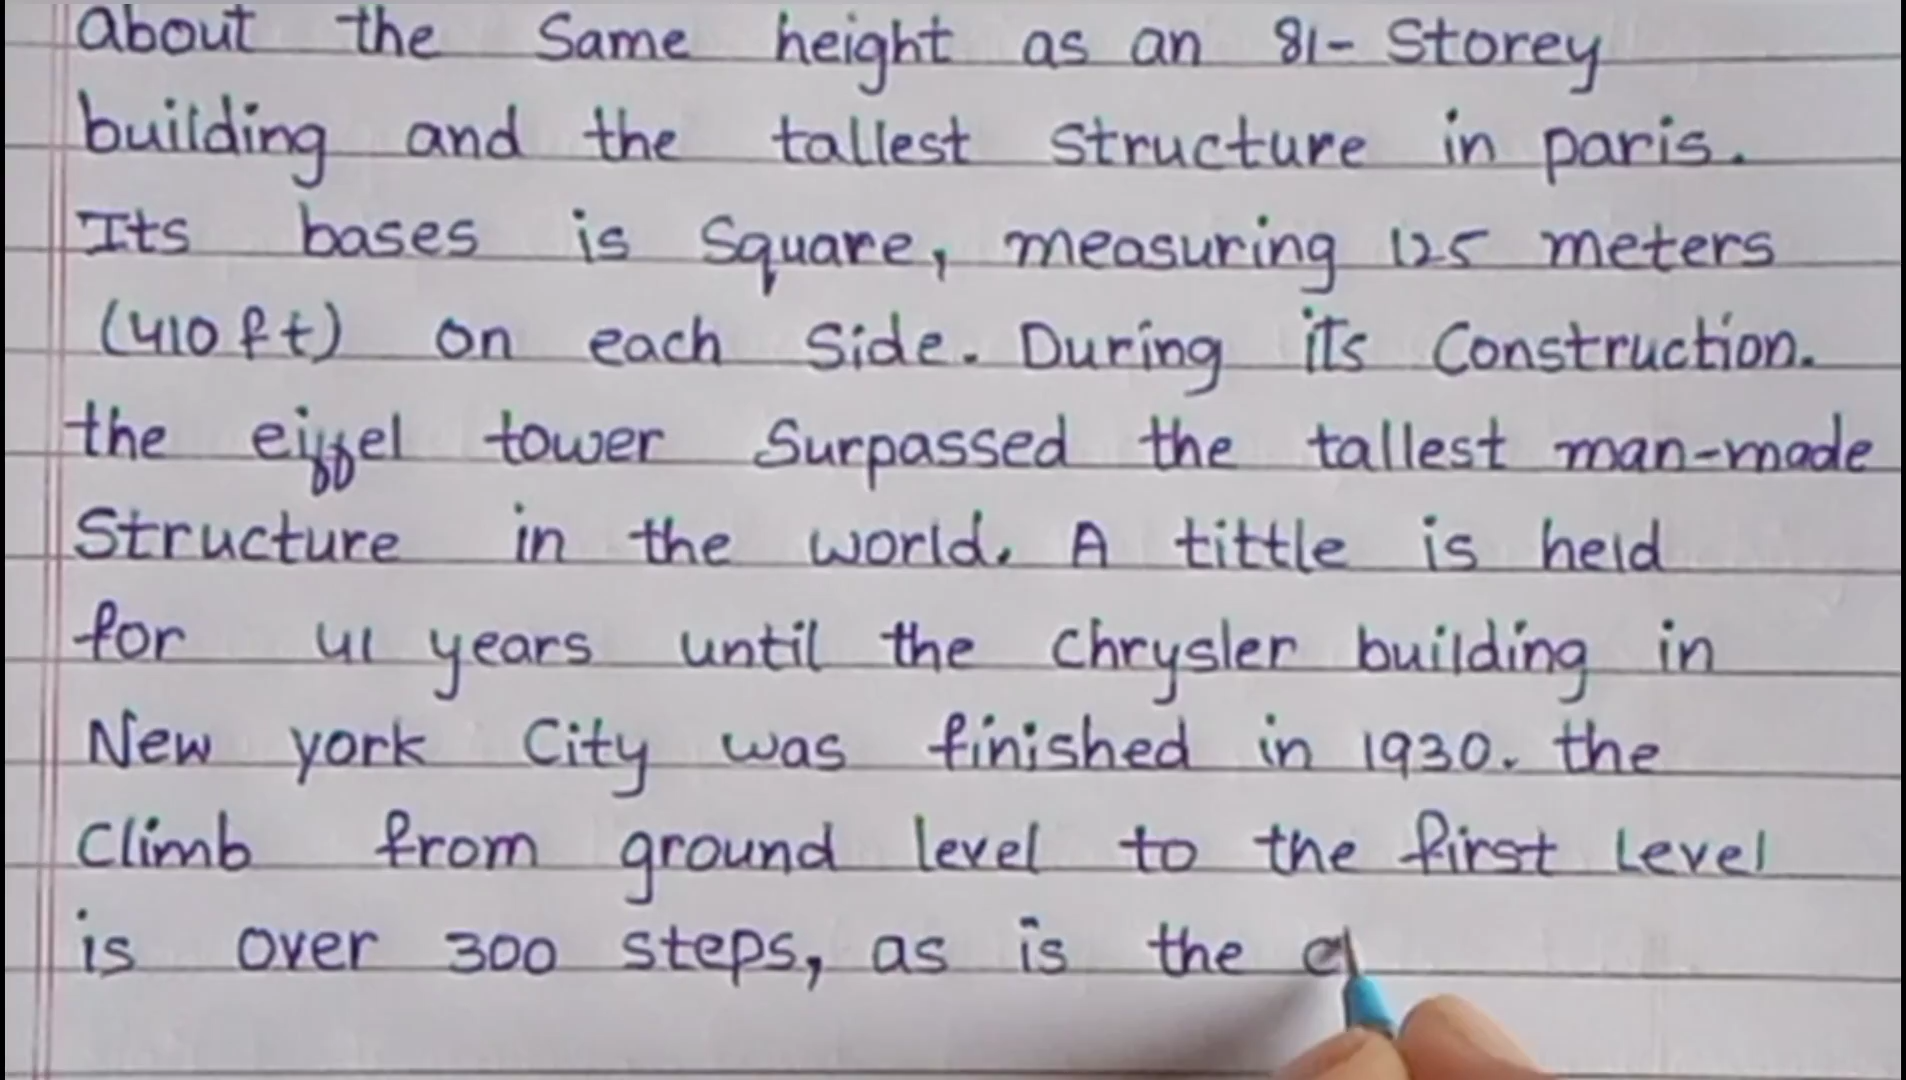 about the Same height as an 81- Storey
building and the tallest structure in paris.
Its bases is Square, measuring 125 meters
(410 ft) on each Side. During its Construction.
the eiffel tower Surpassed the tallest man-made
Structure in the world. A tittle is held
for 41 years until the Chrysler building in
New york City was finished in 1930. the
Climb from ground level to the first Level
is over 300 steps, as is the